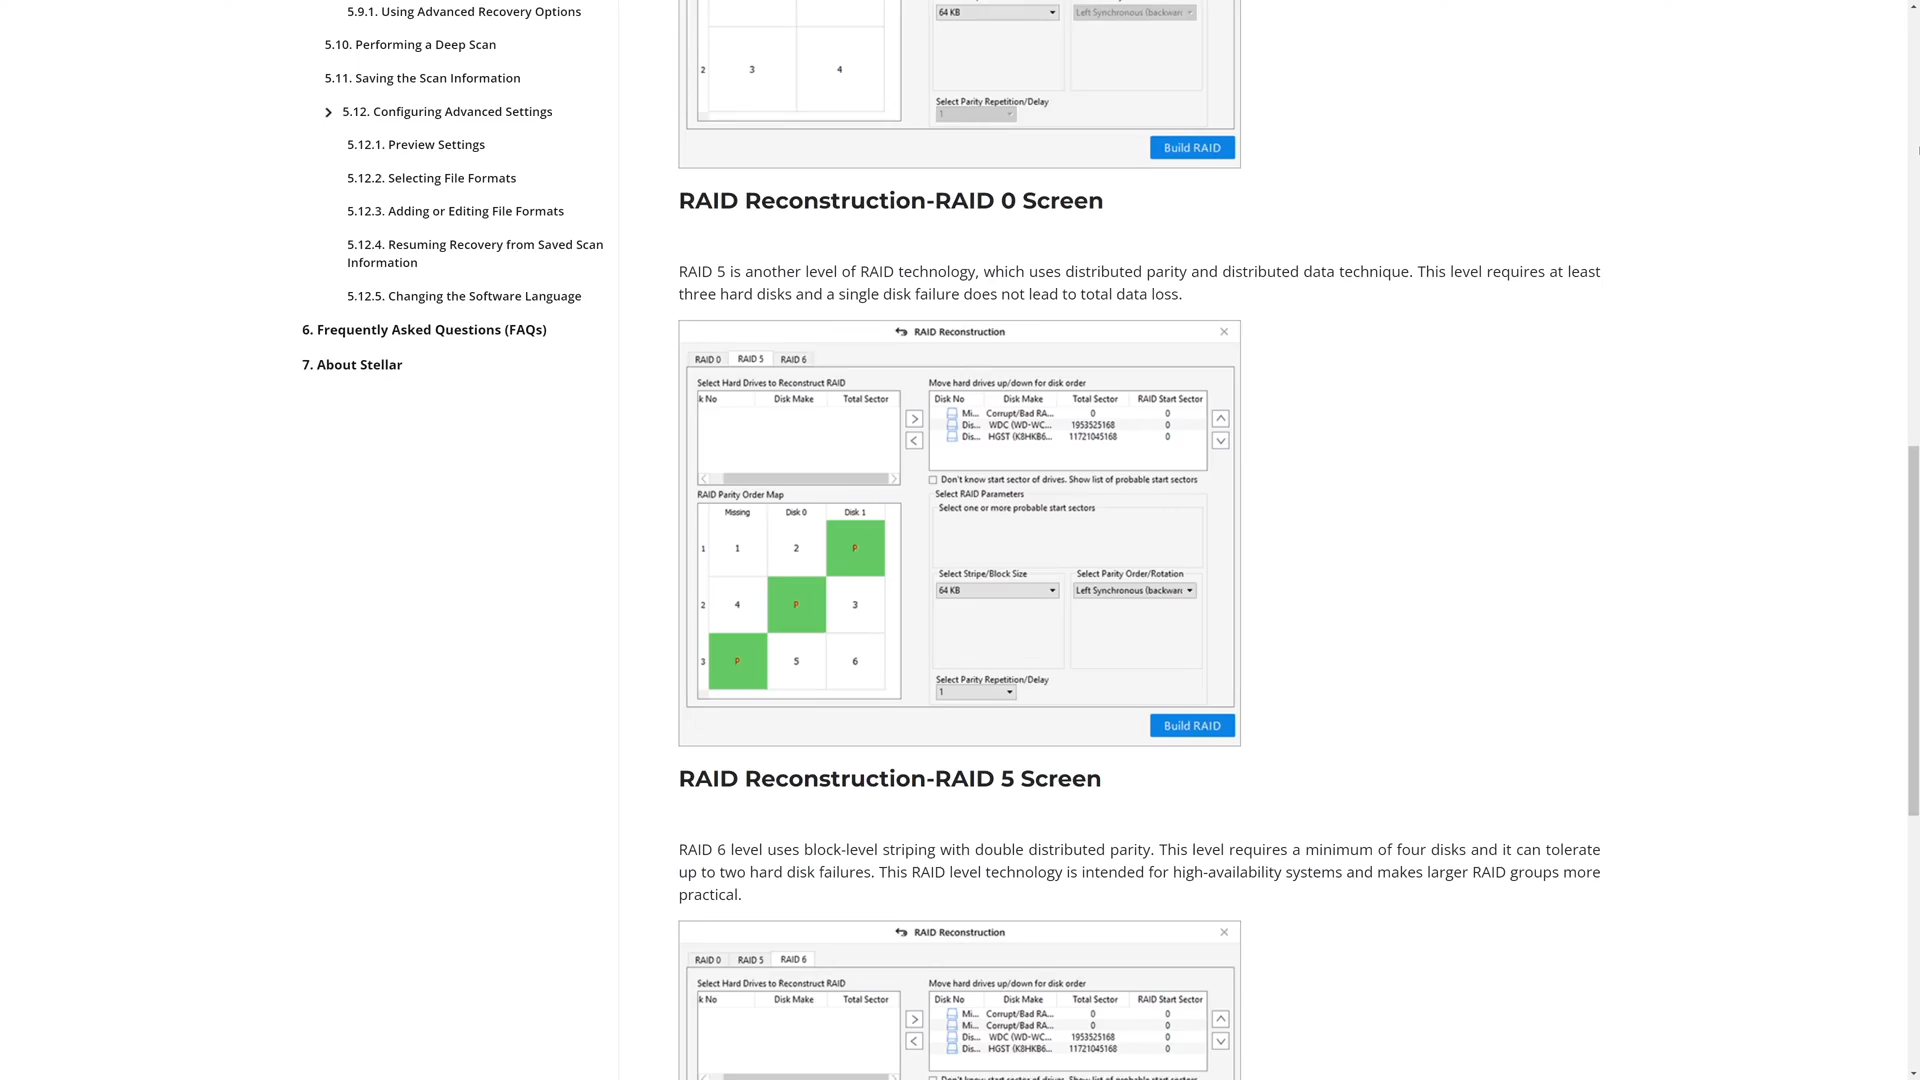 5.9.1. Using Advanced Recovery Options
5.10. Performing a Deep Scan
5.11. Saving the Scan Information
5.12. Configuring Advanced Settings
5.12.1. Preview Settings
5.12.2. Selecting File Formats
5.12.3. Adding or Editing File Formats
5.12.4. Resuming Recovery from Saved Scan
Information
5.12.5. Changing the Software Language
6. Frequently Asked Questions (FAQs)
7. About Stellar
64 KB
Left Synchronous (backwar
2 3 4
Select Parity Repetition/Delay
1
Build RAID
RAID Reconstruction-RAID 0 Screen
RAID 5 is another level of RAID technology, which uses distributed parity and distributed data technique. This level requires at least
three hard disks and a single disk failure does not lead to total data loss.
RAID Reconstruction
RAID 0 RAID 5 RAID 6
Select Hard Drives to Reconstruct RAID
k No Disk Make Total Sector
Move hard drives up/down for disk order
Disk No Disk Make Total Sector RAID Start Sector
Mi... Corrupt/Bad RA... 0 0
Dis... WDC (WD-WC... 1953525168 0
Dis... HGST (K8HKB6... 11721045168 0
Don't know start sector of drives. Show list of probable start sectors
RAID Parity Order Map
Missing Disk 0 Disk 1
1 1 2 P
2 4 P 3
3 P 5 6
Select RAID Parameters
Select one or more probable start sectors
Select Stripe/Block Size
64 KB
Select Parity Order/Rotation
Left Synchronous (backwar
Select Parity Repetition/Delay
1
Build RAID
RAID Reconstruction-RAID 5 Screen
RAID 6 level uses block-level striping with double distributed parity. This level requires a minimum of four disks and it can tolerate
up to two hard disk failures. This RAID level technology is intended for high-availability systems and makes larger RAID groups more
practical.
RAID Reconstruction
RAID 0 RAID 5 RAID 6
Select Hard Drives to Reconstruct RAID
k No Disk Make Total Sector
Move hard drives up/down for disk order
Disk No Disk Make Total Sector RAID Start Sector
Mi... Corrupt/Bad RA... 0 0
Mi... Corrupt/Bad RA... 0 0
Dis... WDC (WD-WC... 1953525168 0
Dis... HGST (K8HKB6... 11721045168 0